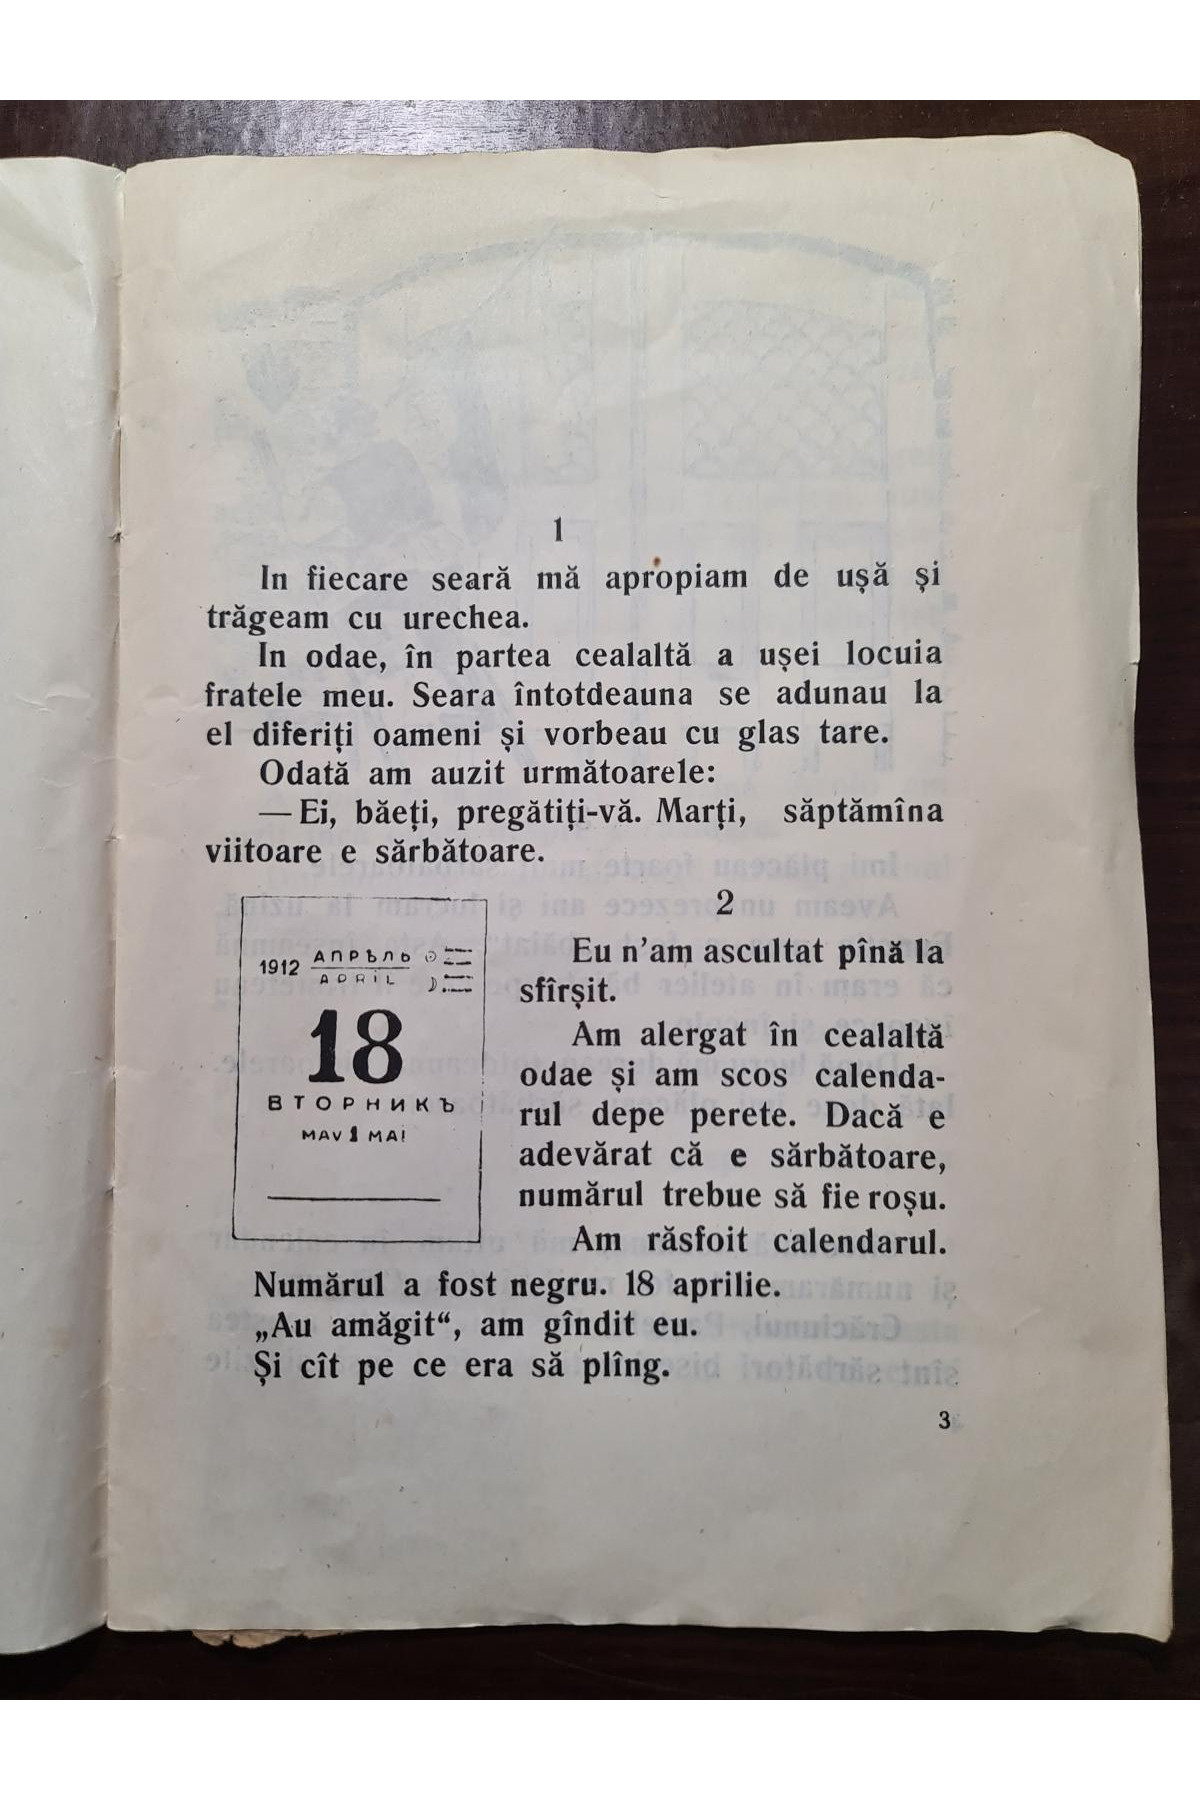 1
In fiecare seară mă apropiam de ușă și
trăgeam cu urechea.
In odae, în partea cealaltă a ușei locuia
fratele meu. Seara întotdeauna se adunau la
el diferiți oameni și vorbeau cu glas tare.
Odată am auzit următoarele:
— Ei, băeți, pregătiți-vă. Marți, săptămîna
viitoare e sărbătoare.
1912 АПРѢЛЬ
APRIL
18
ВТОРНИКЪ
MAV 1 MAI
2
Eu n'am ascultat pînă la
sfîrșit.
Am alergat în cealaltă
odae și am scos calenda-
rul depe perete. Dacă e
adevărat că e sărbătoare,
numărul trebue să fie roșu.
Am răsfoit calendarul.
Numărul a fost negru. 18 aprilie.
„Au amăgit“, am gîndit eu.
Și cît pe ce era să plîng.
3